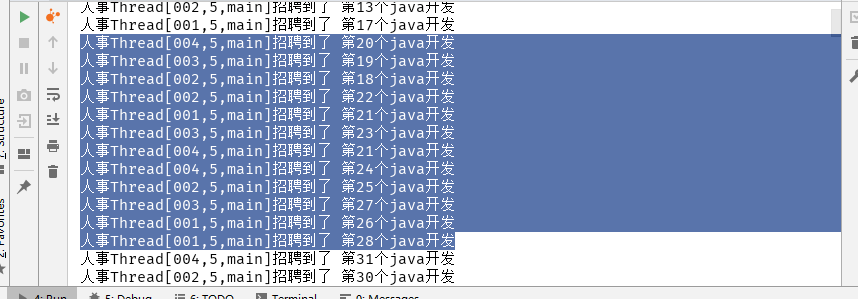 人事Thread[002,5,main]招聘到了 第13个java开发
人事Thread[001,5,main]招聘到了 第17个java开发
人事Thread[004,5,main]招聘到了 第20个java开发
人事Thread[003,5,main]招聘到了 第19个java开发
人事Thread[002,5,main]招聘到了 第18个java开发
人事Thread[002,5,main]招聘到了 第22个java开发
人事Thread[001,5,main]招聘到了 第21个java开发
人事Thread[003,5,main]招聘到了 第23个java开发
人事Thread[004,5,main]招聘到了 第21个java开发
人事Thread[004,5,main]招聘到了 第24个java开发
人事Thread[002,5,main]招聘到了 第25个java开发
人事Thread[003,5,main]招聘到了 第27个java开发
人事Thread[001,5,main]招聘到了 第26个java开发
人事Thread[001,5,main]招聘到了 第28个java开发
人事Thread[004,5,main]招聘到了 第31个java开发
人事Thread[002,5,main]招聘到了 第30个java开发
Z: Structure
2: Favorites
4: Run 5: Debug 6: TODO Terminal 0: Messages